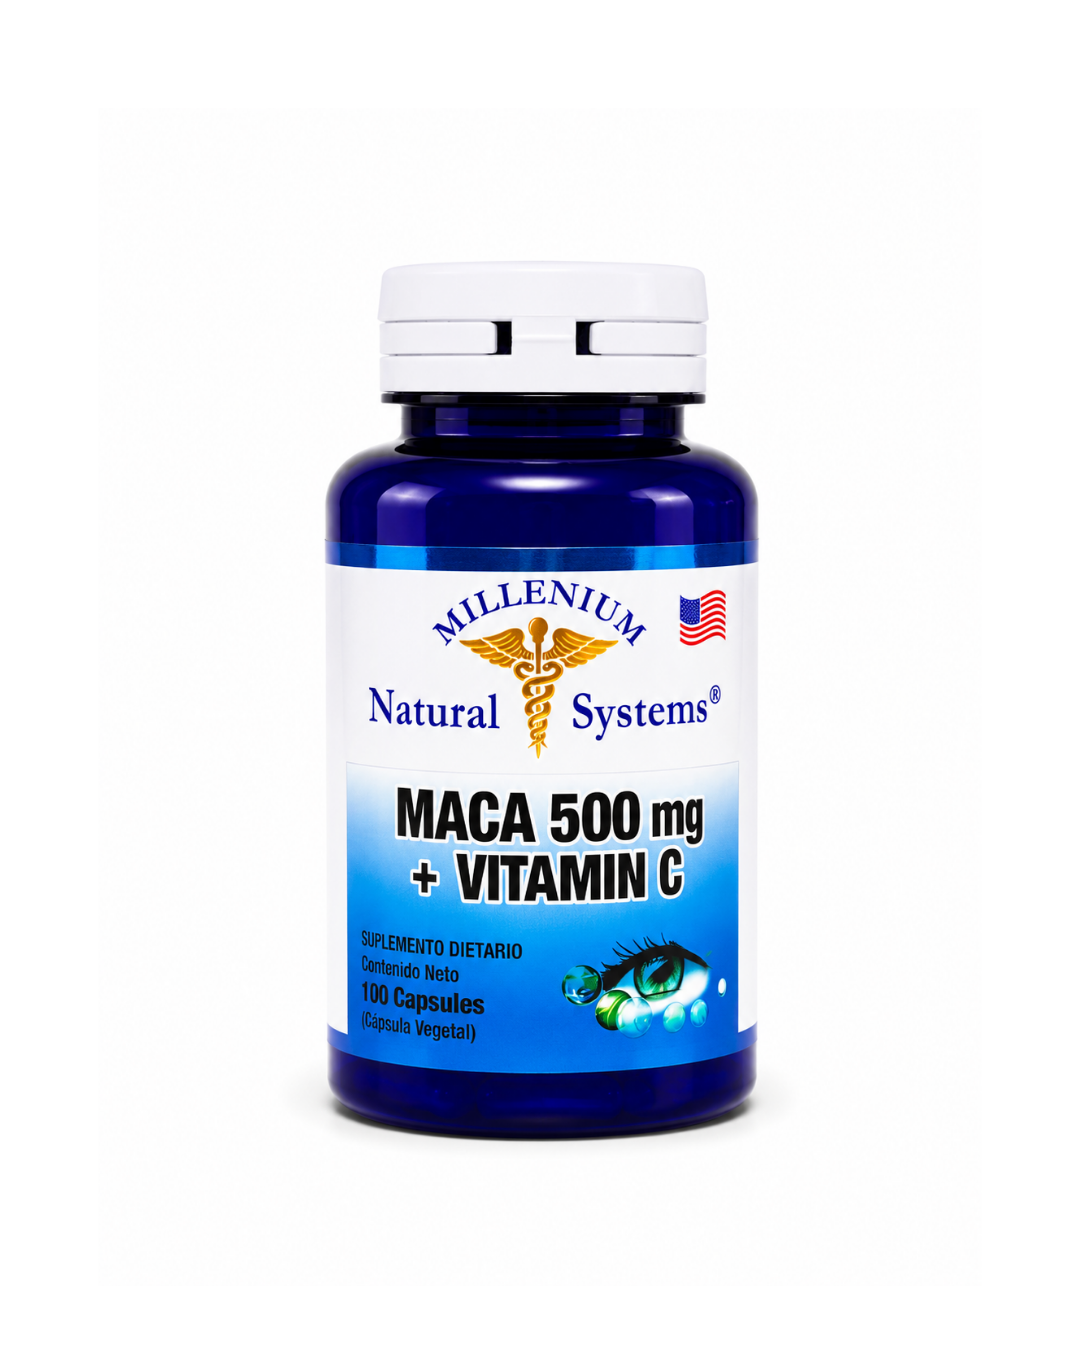 MILLENIUM
Natural Systems®
MACA 500 mg
+ VITAMIN C
SUPLEMENTO DIETARIO
Contenido Neto
100 Capsules
(Cápsula Vegetal)